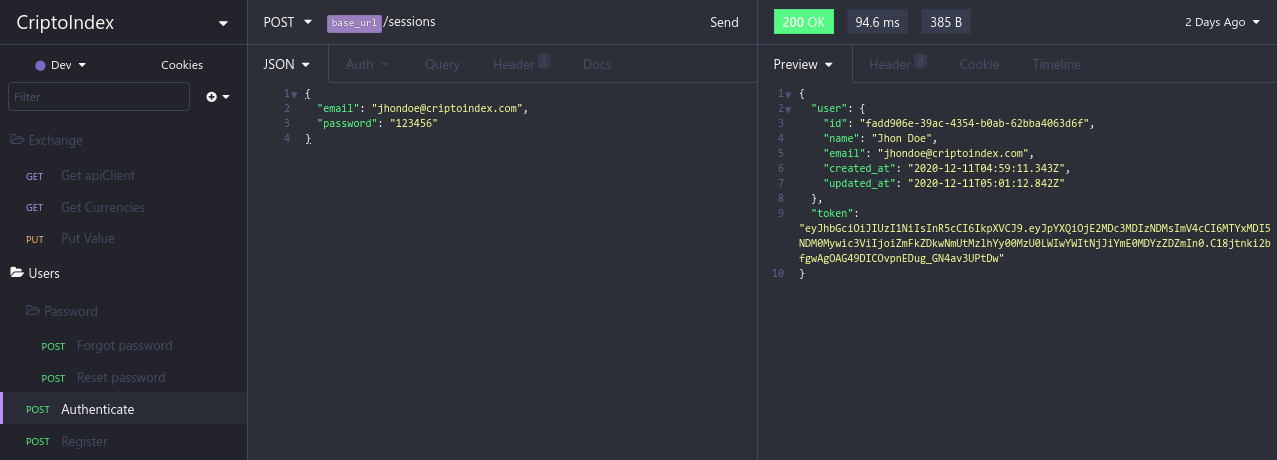 CriptoIndex
Dev
Cookies
Filter
Exchange
GET Get apiClient
GET Get Currencies
PUT Put Value
Users
Password
POST Forgot password
POST Reset password
POST Authenticate
POST Register
POST base_url/sessions Send
JSON Auth Query Header 1 Docs
1 {
2 "email": "jhondoe@criptoindex.com",
3 "password": "123456"
4 }
200 OK 94.6 ms 385 B 2 Days Ago
Preview Header 8 Cookie Timeline
1 {
2 "user": {
3 "id": "fadd906e-39ac-4354-b0ab-62bba4063d6f",
4 "name": "Jhon Doe",
5 "email": "jhondoe@criptoindex.com",
6 "created_at": "2020-12-11T04:59:11.343Z",
7 "updated_at": "2020-12-11T05:01:12.842Z"
8 },
9 "token":
"eyJhbGciOiJIUzI1NiIsInR5cCI6IkpXVCJ9.eyJpYXQiOjE2MDc3MDIzNDMsImV4cCI6MTYxMDI5
NDM0Mywic3ViIjoiZmFkZDkwNmUtMzlhYy00MzU0LWIwYWItNjJiYmE0MDYzZDZmIn0.C18jtnki2b
fgwAgOAG49DICOvpnEDug_GN4av3UPtDw"
10 }